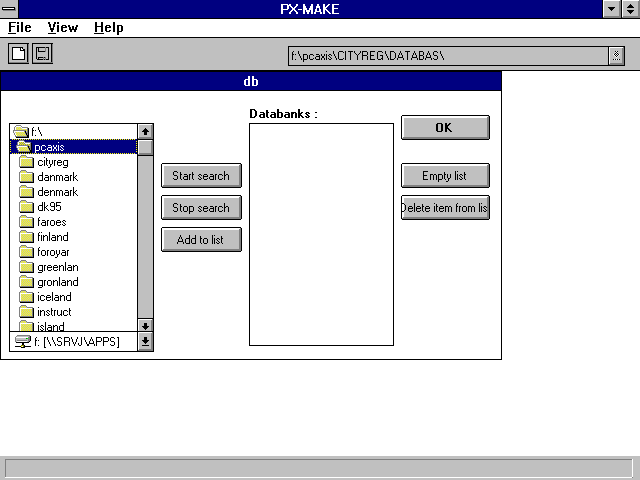 PX-MAKE
File View Help
f:\pcaxis\CITYREG\DATABAS\
db
Databanks :
f:\
pcaxis
cityreg
danmark
denmark
dk95
faroes
finland
foroyar
greenlan
gronland
iceland
instruct
island
f: [\\SRVJ\APPS]
Start search
Stop search
Add to list
OK
Empty list
Delete item from lis